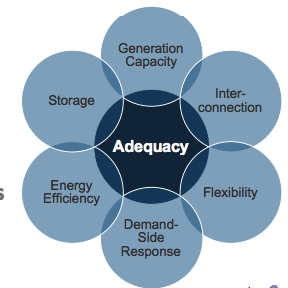 Generation
Capacity
Storage
Inter-
connection
Adequacy
s
Energy
Efficiency
Flexibility
Demand-
Side
Response